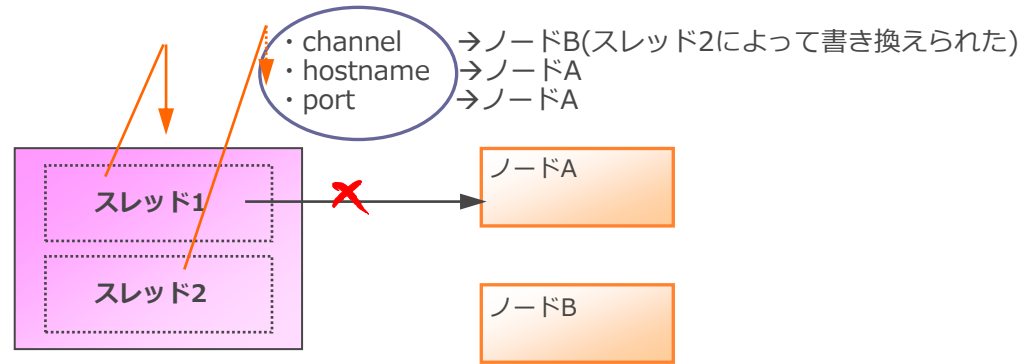 ・channel →ノードB(スレッド2によって書き換えられた)
・hostname →ノードA
・port →ノードA
スレッド1
ノードA
スレッド2
ノードB